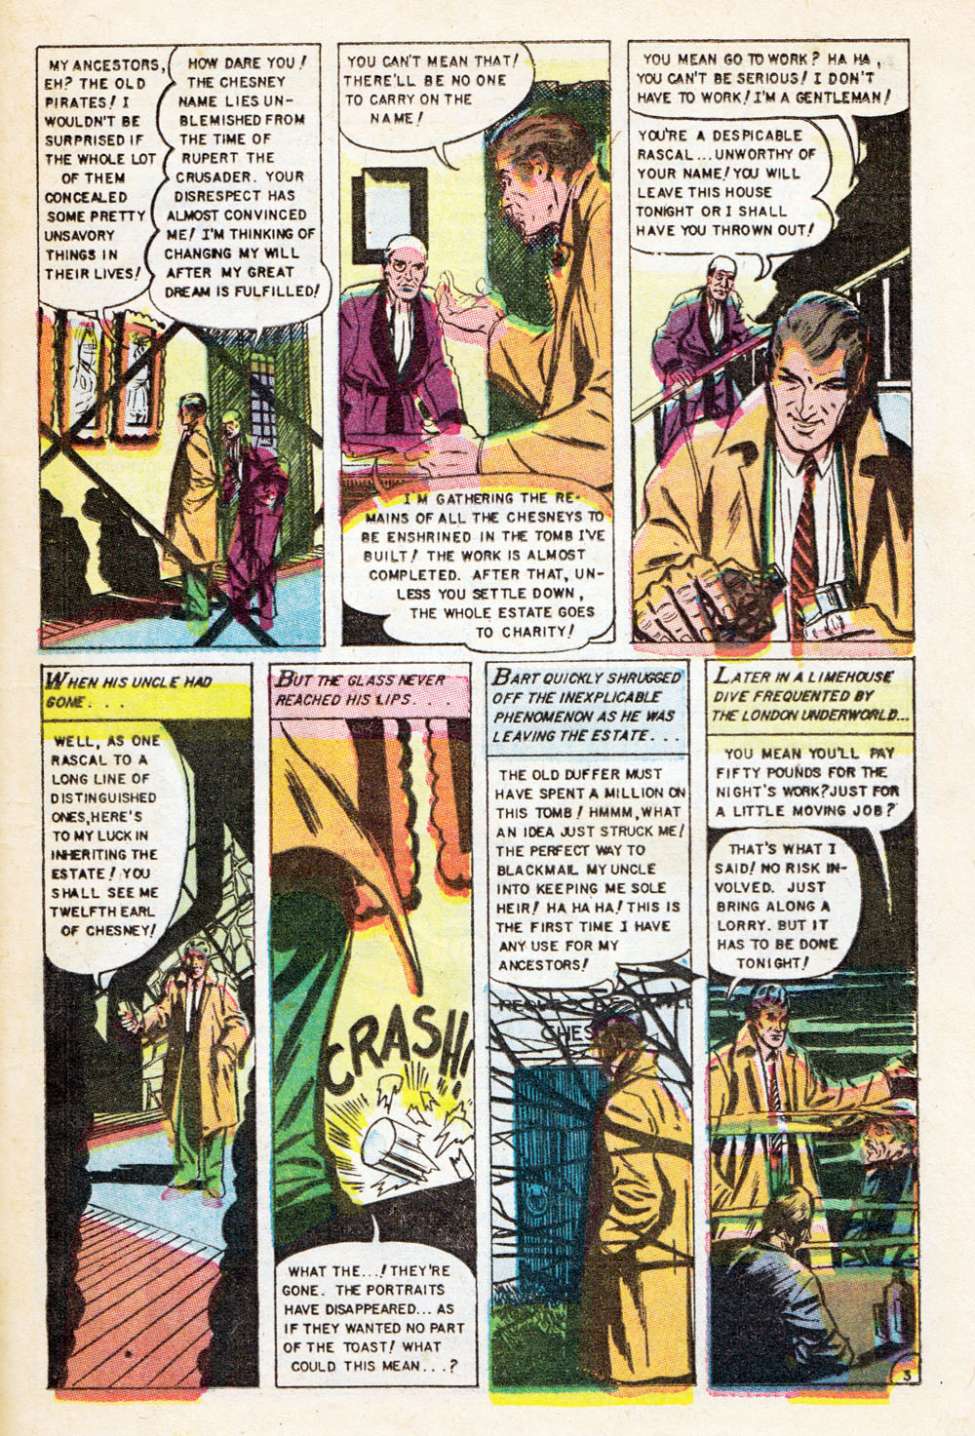 MY ANCESTORS,
EH? THE OLD
PIRATES! I
WOULDN'T BE
SURPRISED IF
THE WHOLE LOT
OF THEM
CONCEALED
SOME PRETTY
UNSAVORY
THINGS IN
THEIR LIVES!
HOW DARE YOU!
THE CHESNEY
NAME LIES UN-
BLEMISHED FROM
THE TIME OF
RUPERT THE
CRUSADER. YOUR
DISRESPECT HAS
ALMOST CONVINCED
ME! I'M THINKING OF
CHANGING MY WILL
AFTER MY GREAT
DREAM IS FULFILLED!
YOU CAN'T MEAN THAT!
THERE'LL BE NO ONE
TO CARRY ON THE
NAME!
I'M GATHERING THE RE-
MAINS OF ALL THE CHESNEYS TO
BE ENSHRINED IN THE TOMB I'VE
BUILT! THE WORK IS ALMOST
COMPLETED. AFTER THAT, UN-
LESS YOU SETTLE DOWN,
THE WHOLE ESTATE GOES
TO CHARITY!
YOU MEAN GO TO WORK? HA HA,
YOU CAN'T BE SERIOUS! I DON'T
HAVE TO WORK! I'M A GENTLEMAN!
YOU'RE A DESPICABLE
RASCAL... UNWORTHY OF
YOUR NAME! YOU WILL
LEAVE THIS HOUSE
TONIGHT OR I SHALL
HAVE YOU THROWN OUT!
WHEN HIS UNCLE HAD
GONE. . .
WELL, AS ONE
RASCAL TO A
LONG LINE OF
DISTINGUISHED
ONES, HERE'S
TO MY LUCK IN
INHERITING THE
ESTATE! YOU
SHALL SEE ME
TWELFTH EARL
OF CHESNEY!
BUT THE GLASS NEVER
REACHED HIS LIPS. . .
CRASH!!
WHAT THE...! THEY'RE
GONE. THE PORTRAITS
HAVE DISAPPEARED... AS
IF THEY WANTED NO PART
OF THE TOAST! WHAT
COULD THIS MEAN...?
BART QUICKLY SHRUGGED
OFF THE INEXPLICABLE
PHENOMENON AS HE WAS
LEAVING THE ESTATE. . .
THE OLD DUFFER MUST
HAVE SPENT A MILLION ON
THIS TOMB! HMMM, WHAT
AN IDEA JUST STRUCK ME!
THE PERFECT WAY TO
BLACKMAIL MY UNCLE
INTO KEEPING ME SOLE
HEIR! HA HA HA! THIS IS
THE FIRST TIME I HAVE
ANY USE FOR MY
ANCESTORS!
CHES
LATER IN A LIMEHOUSE
DIVE FREQUENTED BY
THE LONDON UNDERWORLD...
YOU MEAN YOU'LL PAY
FIFTY POUNDS FOR THE
NIGHT'S WORK? JUST FOR
A LITTLE MOVING JOB?
THAT'S WHAT I
SAID! NO RISK IN-
VOLVED. JUST
BRING ALONG A
LORRY. BUT IT
HAS TO BE DONE
TONIGHT!
3